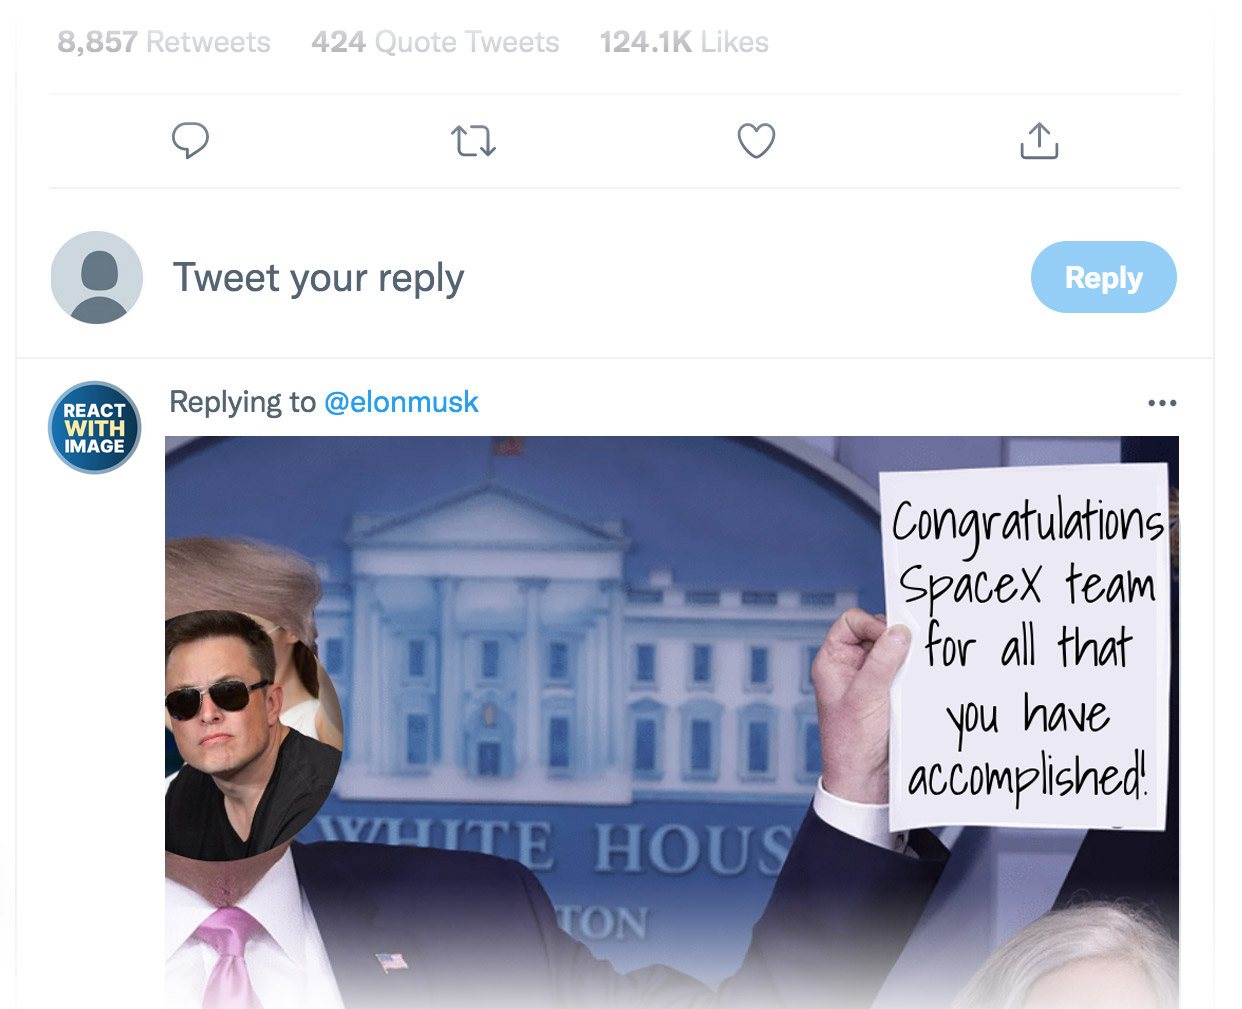 8,857 Retweets 424 Quote Tweets 124.1K Likes
Tweet your reply
Reply
REACT
WITH
IMAGE
Replying to @elonmusk
Congratulations
SpaceX team
for all that
you have
accomplished!
WHITE HOUS
TON